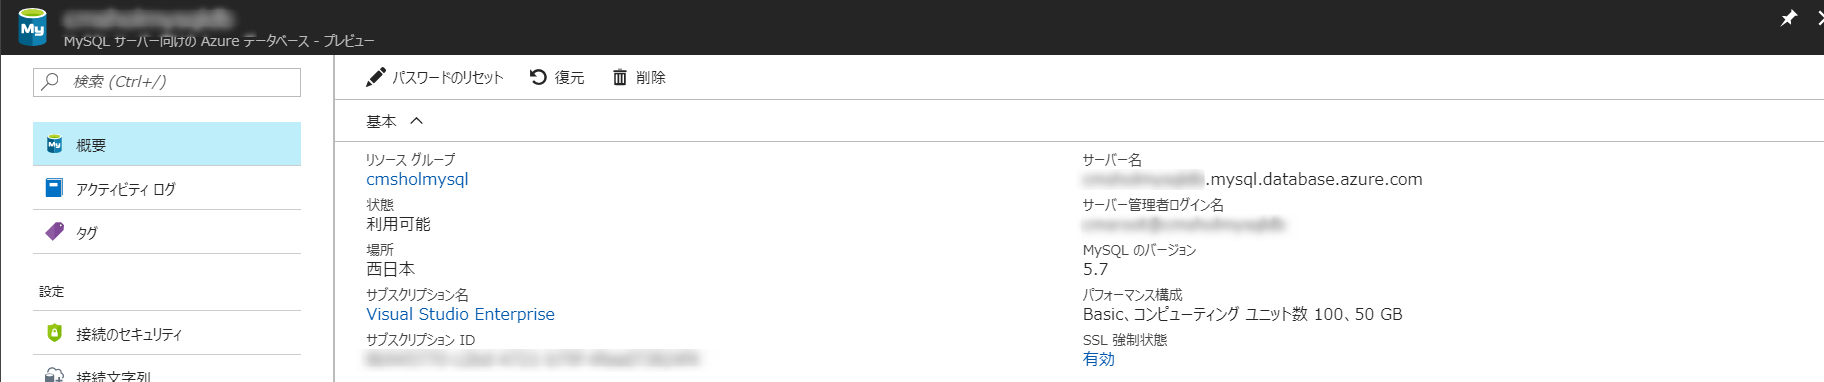 My
MySQL サーバー向けの Azure データベース - プレビュー
検索 (Ctrl+/)
概要
アクティビティ ログ
タグ
設定
接続のセキュリティ
接続文字列
パスワードのリセット
復元
削除
基本
リソース グループ
cmsholmysql
状態
利用可能
場所
西日本
サブスクリプション名
Visual Studio Enterprise
サブスクリプション ID
サーバー名
.mysql.database.azure.com
サーバー管理者ログイン名
MySQL のバージョン
5.7
パフォーマンス構成
Basic、コンピューティング ユニット数 100、50 GB
SSL 強制状態
有効